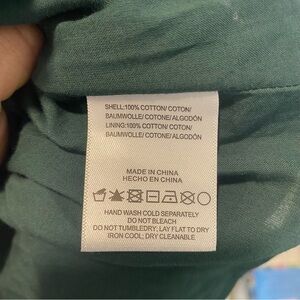 SHELL:100% COTTON/ COTON/
BAUMWOLLE/ COTONE/ALGODÓN
LINING:100% COTTON/ COTON/
BAUMWOLLE/ COTONE/ALGODÓN
MADE IN CHINA
HECHO EN CHINA
HAND WASH COLD SEPARATELY
DO NOT BLEACH
DO NOT TUMBLEDRY; LAY FLAT TO DRY
IRON COOL; DRY CLEANABLE